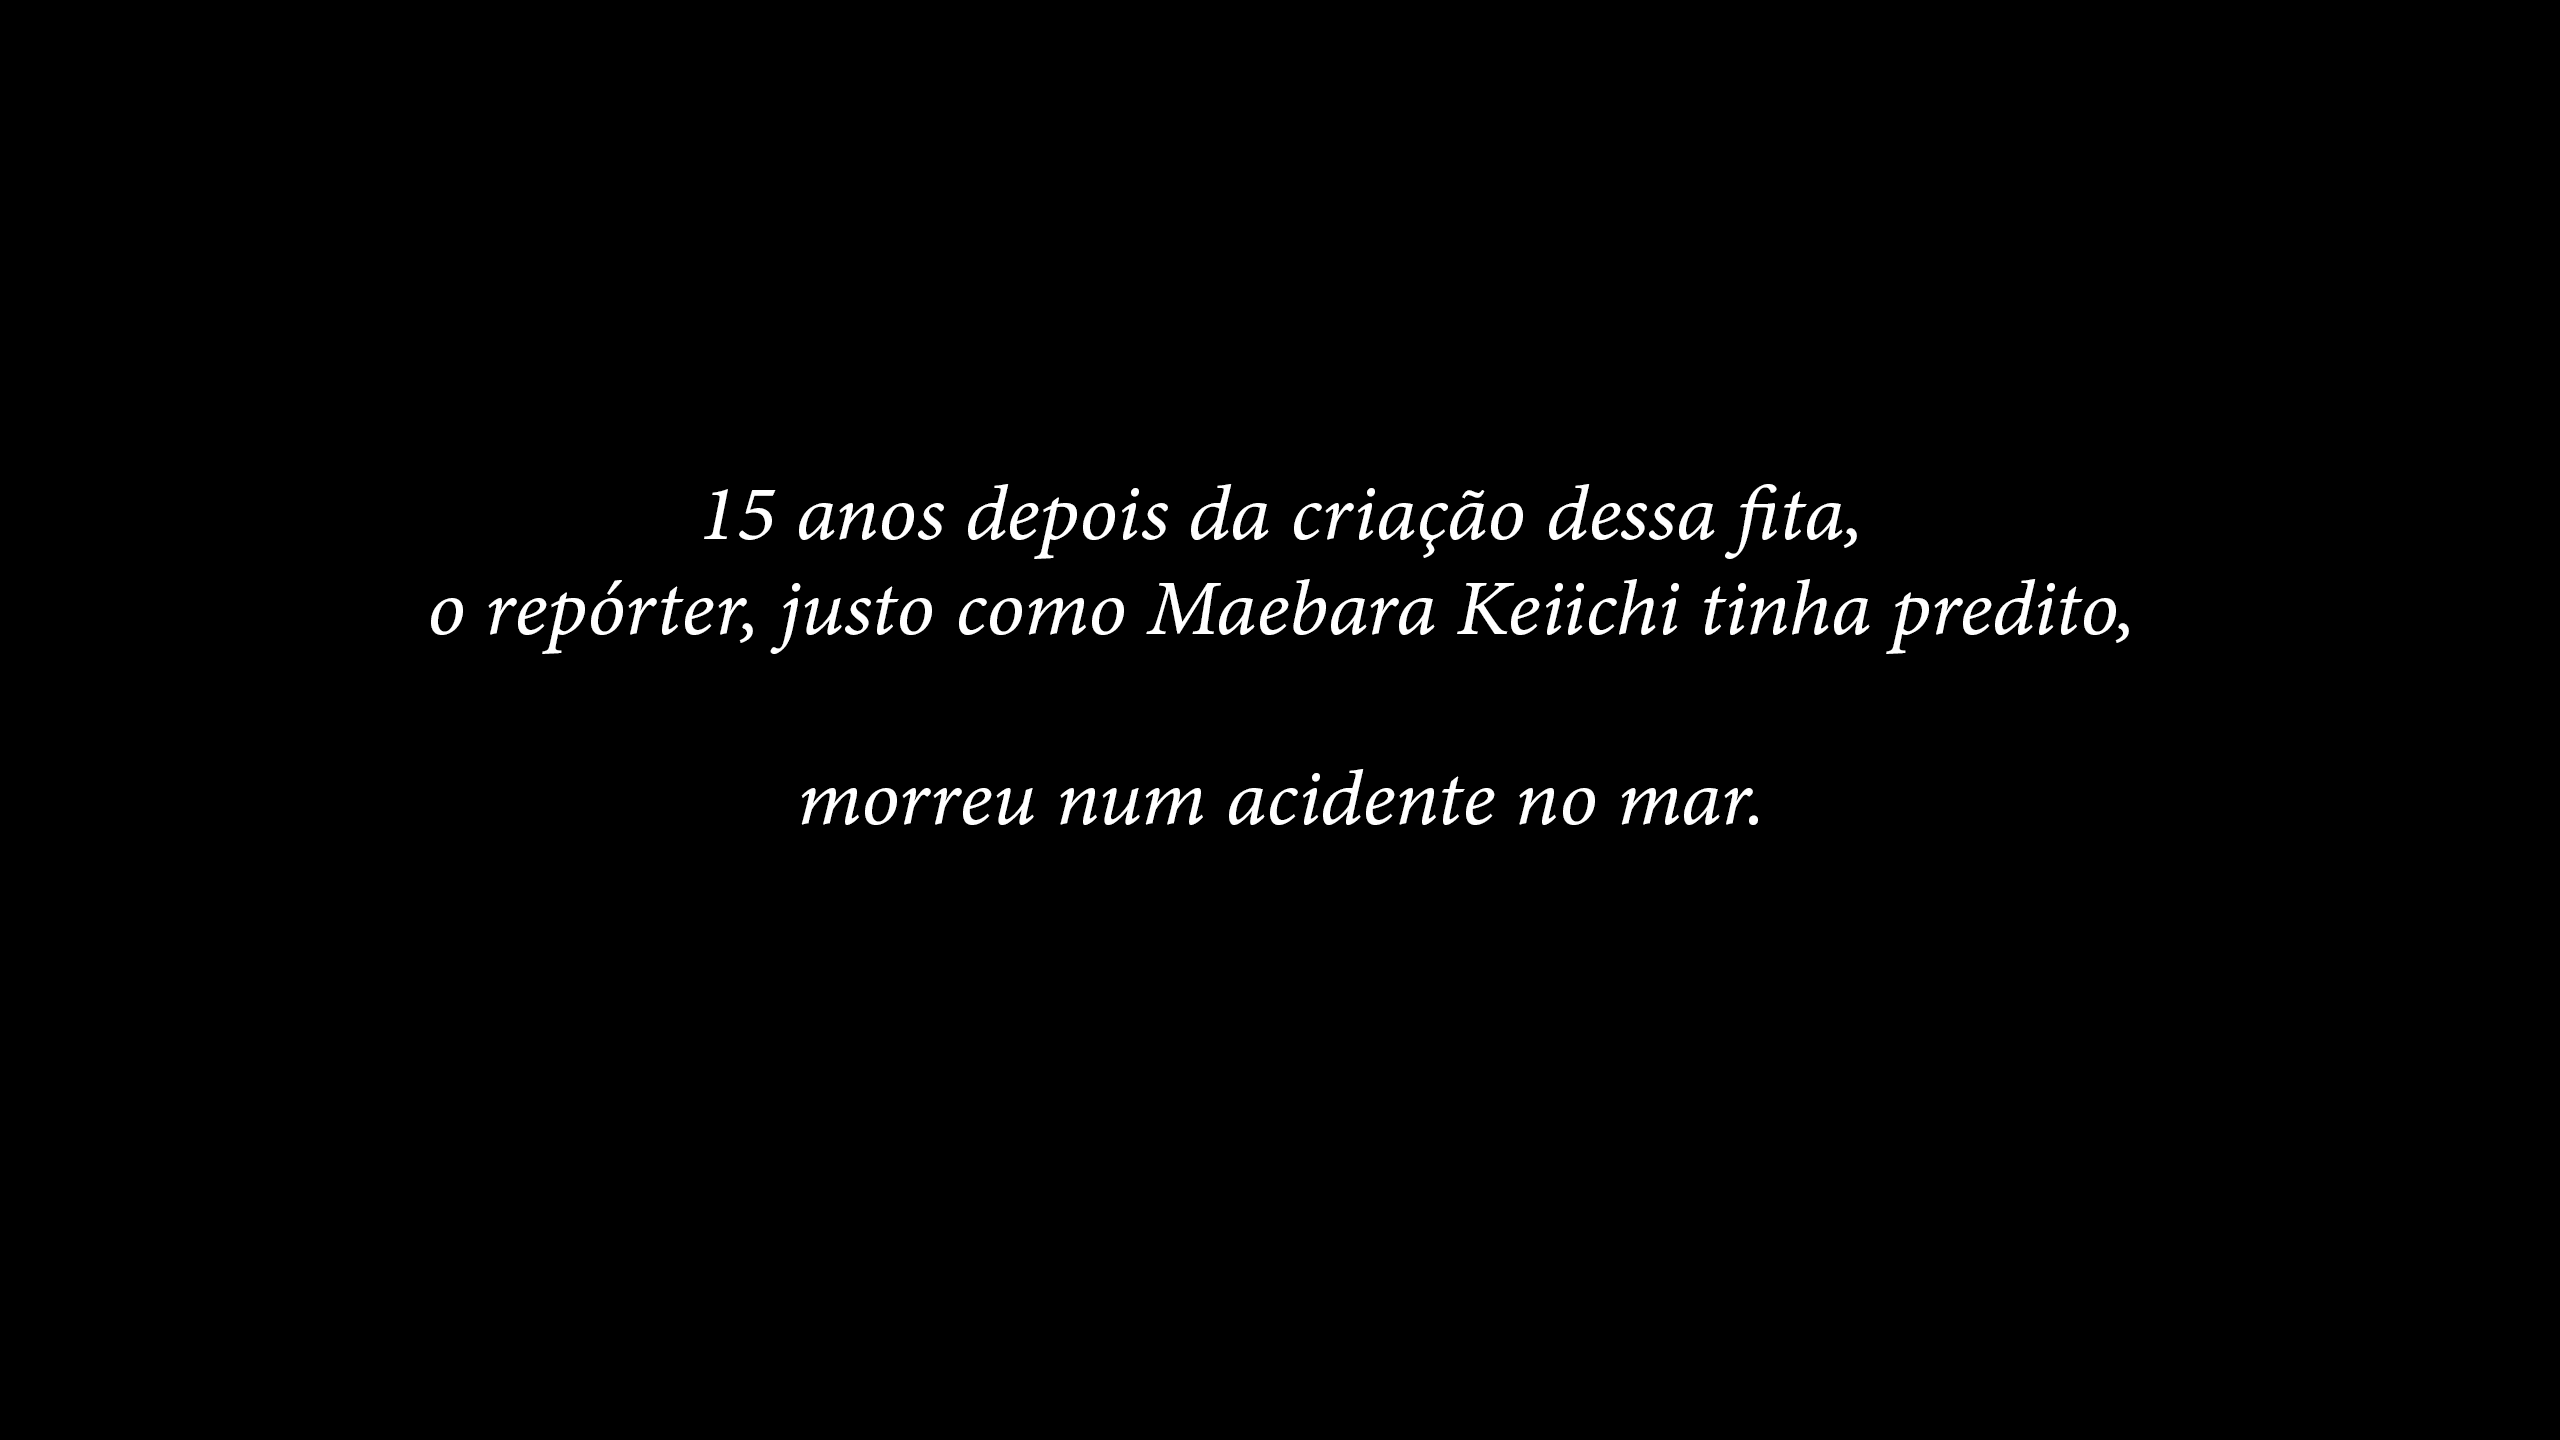 15 anos depois da criação dessa fita,
o repórter, justo como Maebara Keiichi tinha predito,
morreu num acidente no mar.